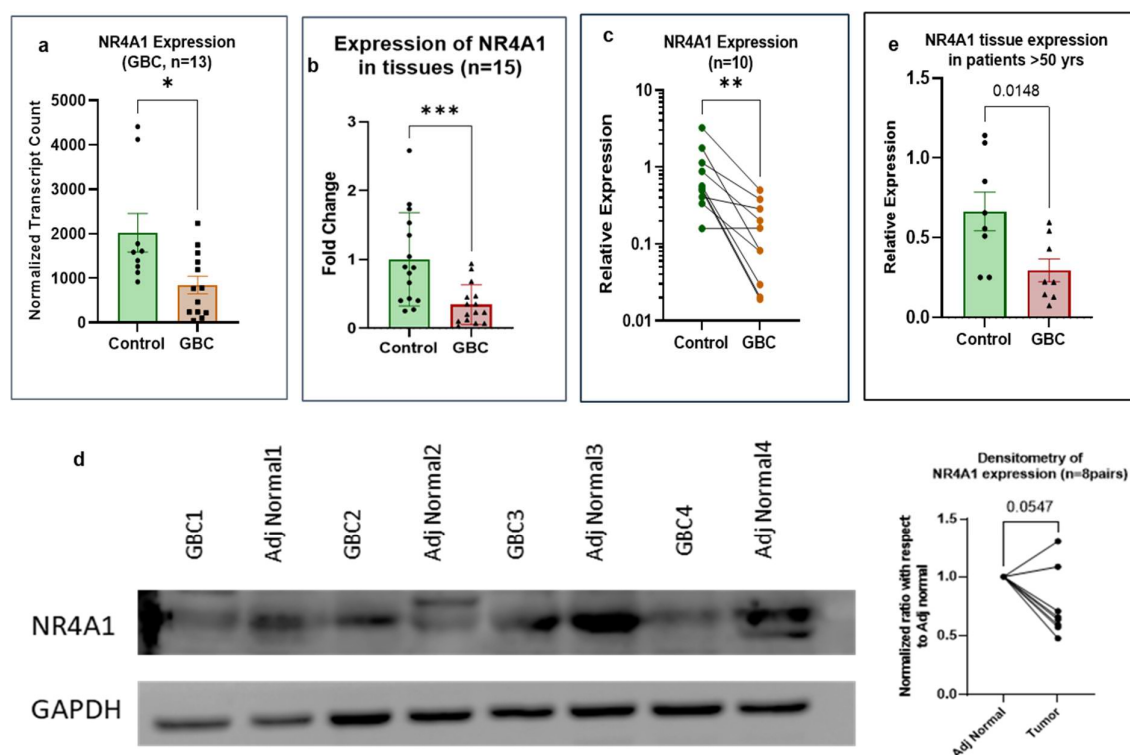 a
NR4A1 Expression
(GBC, n=13)
*
Normalized Transcript Count
5000
4000
3000
2000
1000
0
Control GBC
b
Expression of NR4A1
in tissues (n=15)
***
Fold Change
3
2
1
0
Control GBC
c
NR4A1 Expression
(n=10)
**
Relative Expression
10
1
0.1
0.01
Control GBC
e
NR4A1 tissue expression
in patients >50 yrs
0.0148
Relative Expression
1.5
1.0
0.5
0.0
Control GBC
d
GBC1
Adj Normal1
GBC2
Adj Normal2
GBC3
Adj Normal3
GBC4
Adj Normal4
NR4A1
GAPDH
Densitometry of
NR4A1 expression (n=8pairs)
0.0547
Normalized ratio with respect
to Adj normal
1.5
1.0
0.5
0.0
Adj Normal
Tumor